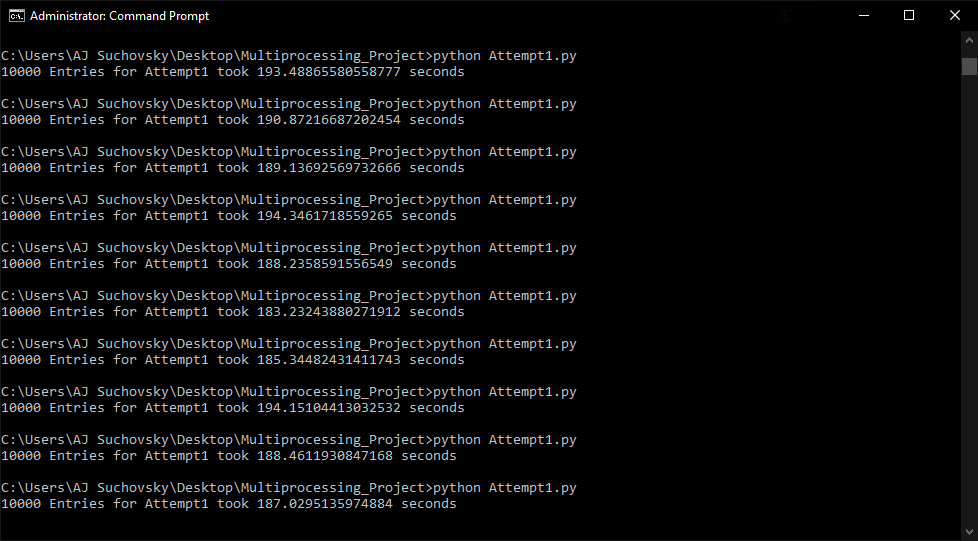 Administrator: Command Prompt
C:\Users\AJ Suchovsky\Desktop\Multiprocessing_Project>python Attempt1.py
10000 Entries for Attempt1 took 193.48865580558777 seconds
C:\Users\AJ Suchovsky\Desktop\Multiprocessing_Project>python Attempt1.py
10000 Entries for Attempt1 took 190.87216687202454 seconds
C:\Users\AJ Suchovsky\Desktop\Multiprocessing_Project>python Attempt1.py
10000 Entries for Attempt1 took 189.13692569732666 seconds
C:\Users\AJ Suchovsky\Desktop\Multiprocessing_Project>python Attempt1.py
10000 Entries for Attempt1 took 194.3461718559265 seconds
C:\Users\AJ Suchovsky\Desktop\Multiprocessing_Project>python Attempt1.py
10000 Entries for Attempt1 took 188.2358591556549 seconds
C:\Users\AJ Suchovsky\Desktop\Multiprocessing_Project>python Attempt1.py
10000 Entries for Attempt1 took 183.23243880271912 seconds
C:\Users\AJ Suchovsky\Desktop\Multiprocessing_Project>python Attempt1.py
10000 Entries for Attempt1 took 185.34482431411743 seconds
C:\Users\AJ Suchovsky\Desktop\Multiprocessing_Project>python Attempt1.py
10000 Entries for Attempt1 took 194.15104413032532 seconds
C:\Users\AJ Suchovsky\Desktop\Multiprocessing_Project>python Attempt1.py
10000 Entries for Attempt1 took 188.4611930847168 seconds
C:\Users\AJ Suchovsky\Desktop\Multiprocessing_Project>python Attempt1.py
10000 Entries for Attempt1 took 187.0295135974884 seconds